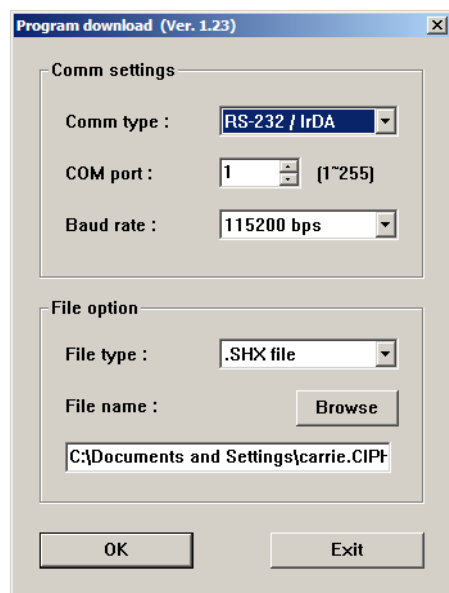 Program download (Ver. 1.23)
Comm settings
Comm type : RS-232 / IrDA
COM port : 1 (1~255)
Baud rate : 115200 bps
File option
File type : .SHX file
File name : Browse
C:\Documents and Settings\carrie.CIPH
OK Exit